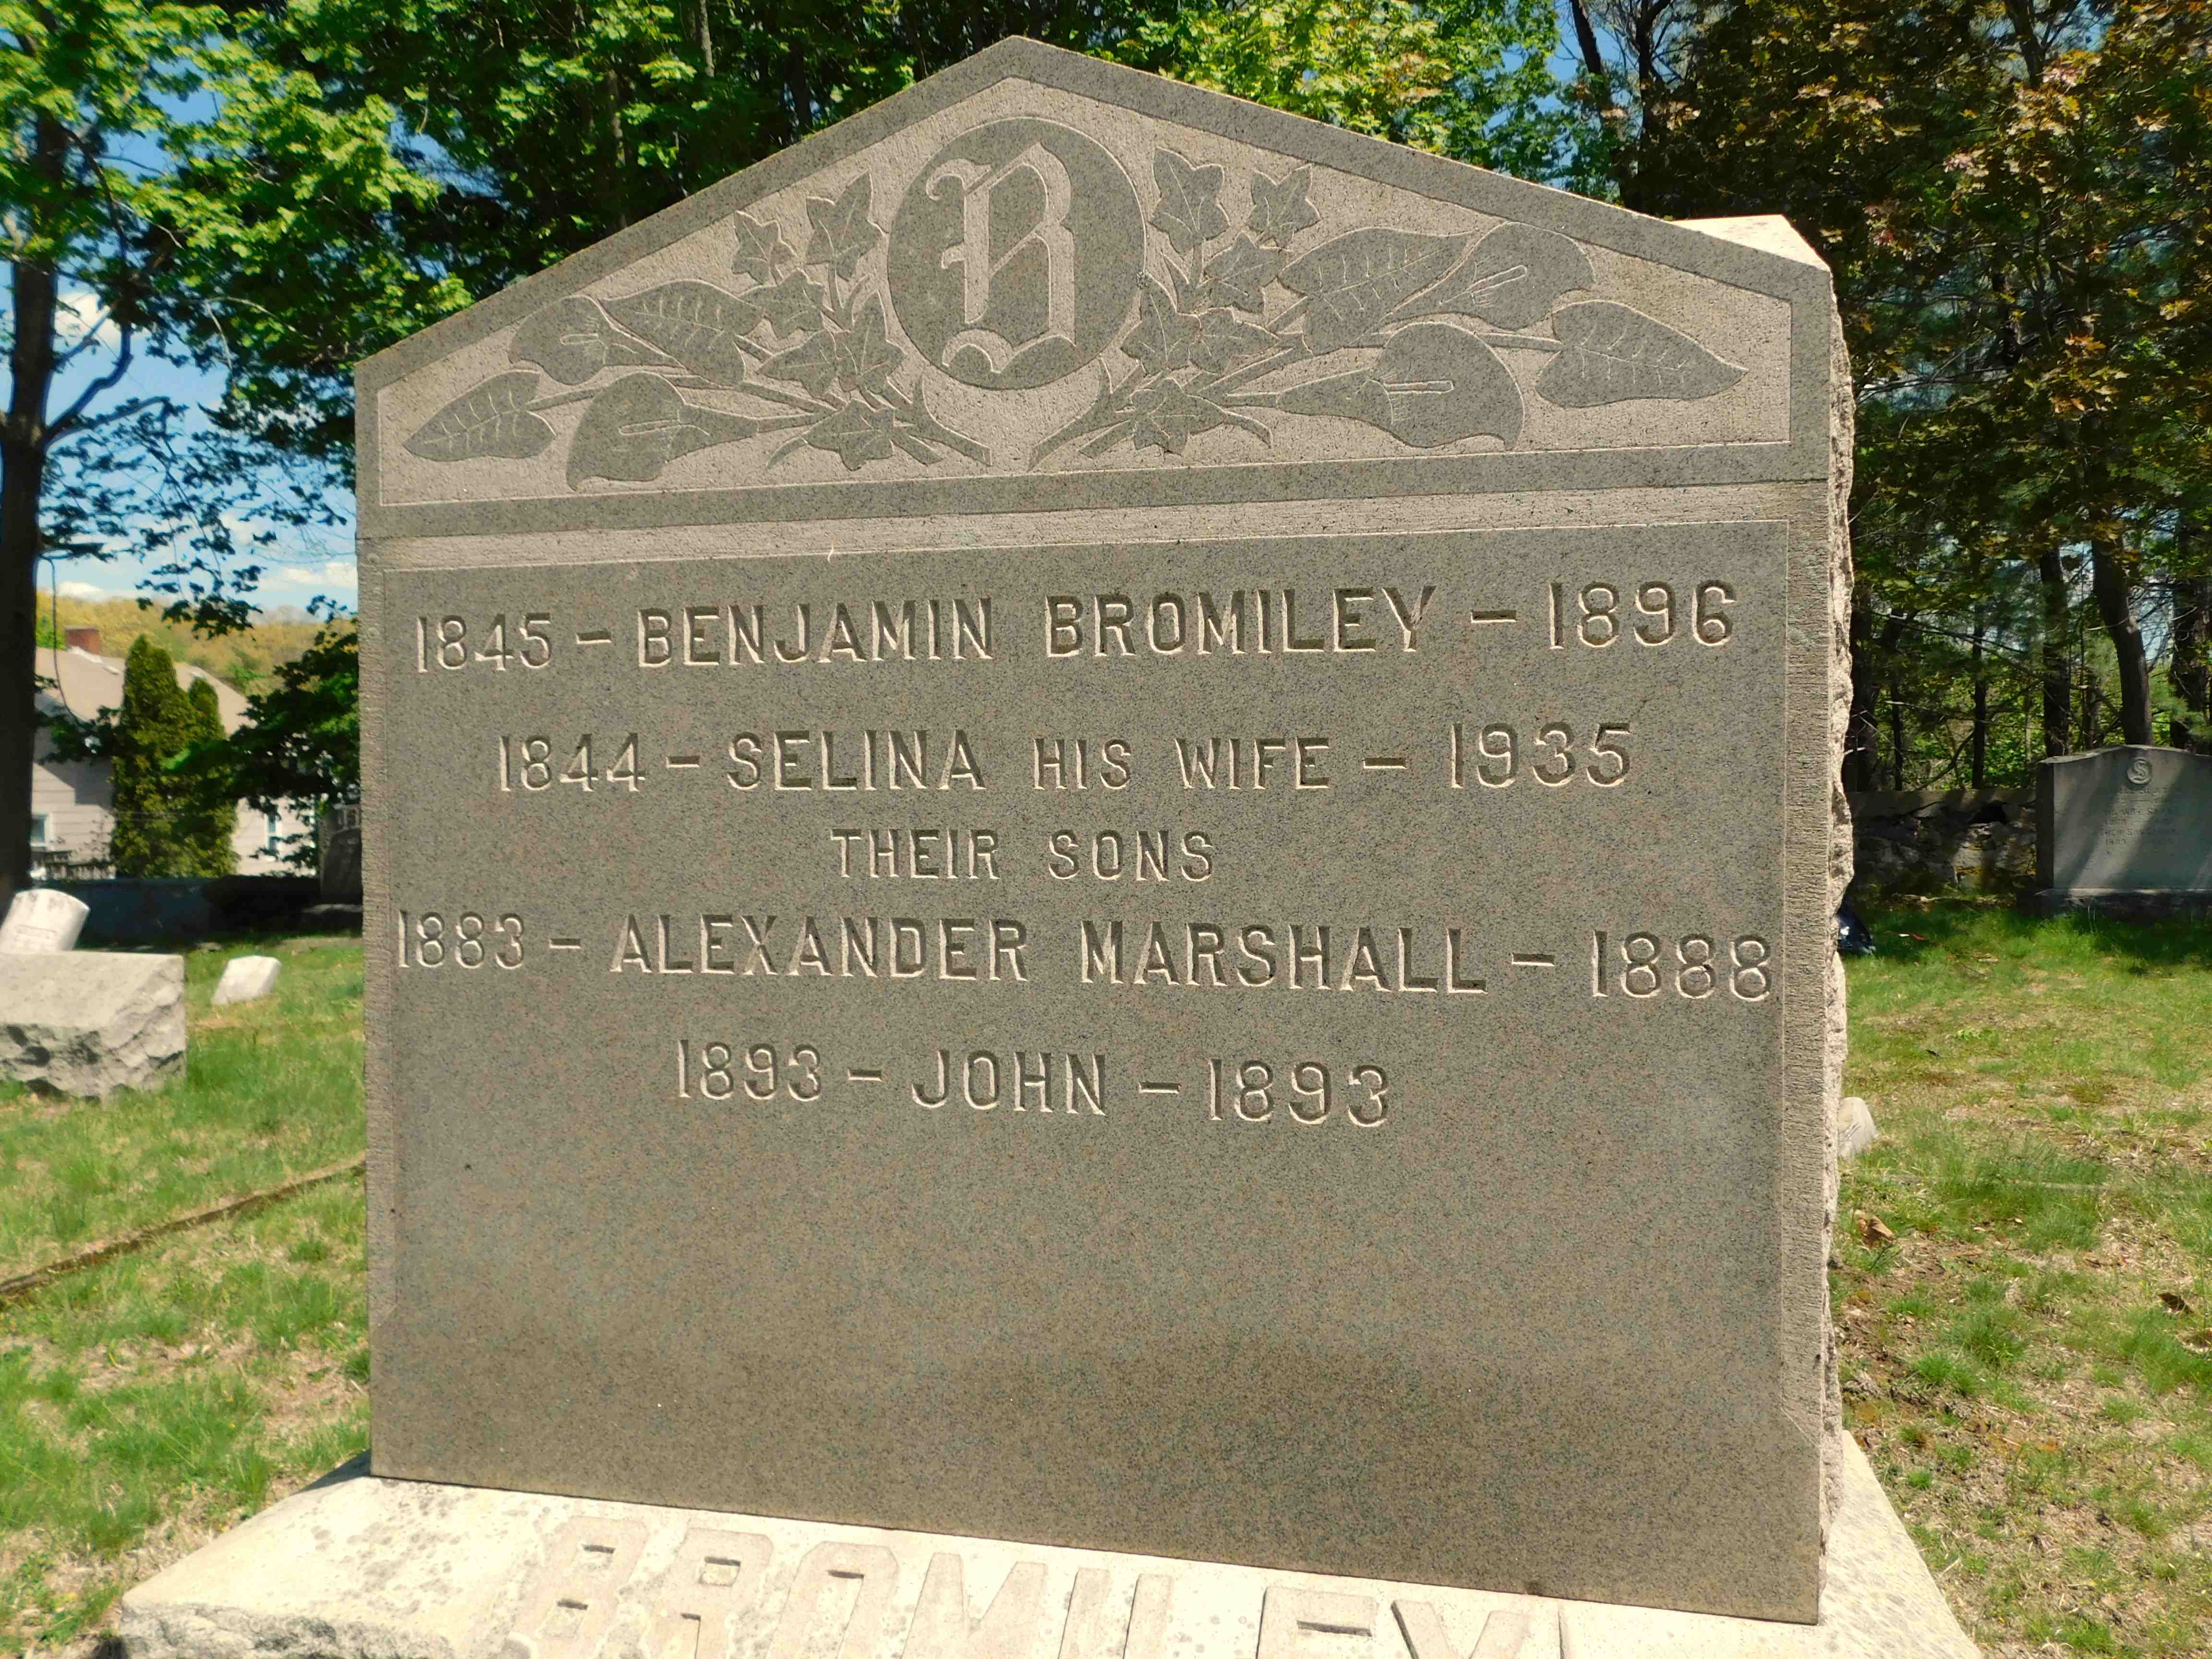 B
1845 – BENJAMIN BROMILEY – 1896
1844 – SELINA HIS WIFE – 1935
THEIR SONS
1883 – ALEXANDER MARSHALL – 1888
1893 – JOHN – 1893
BROMILEY
S